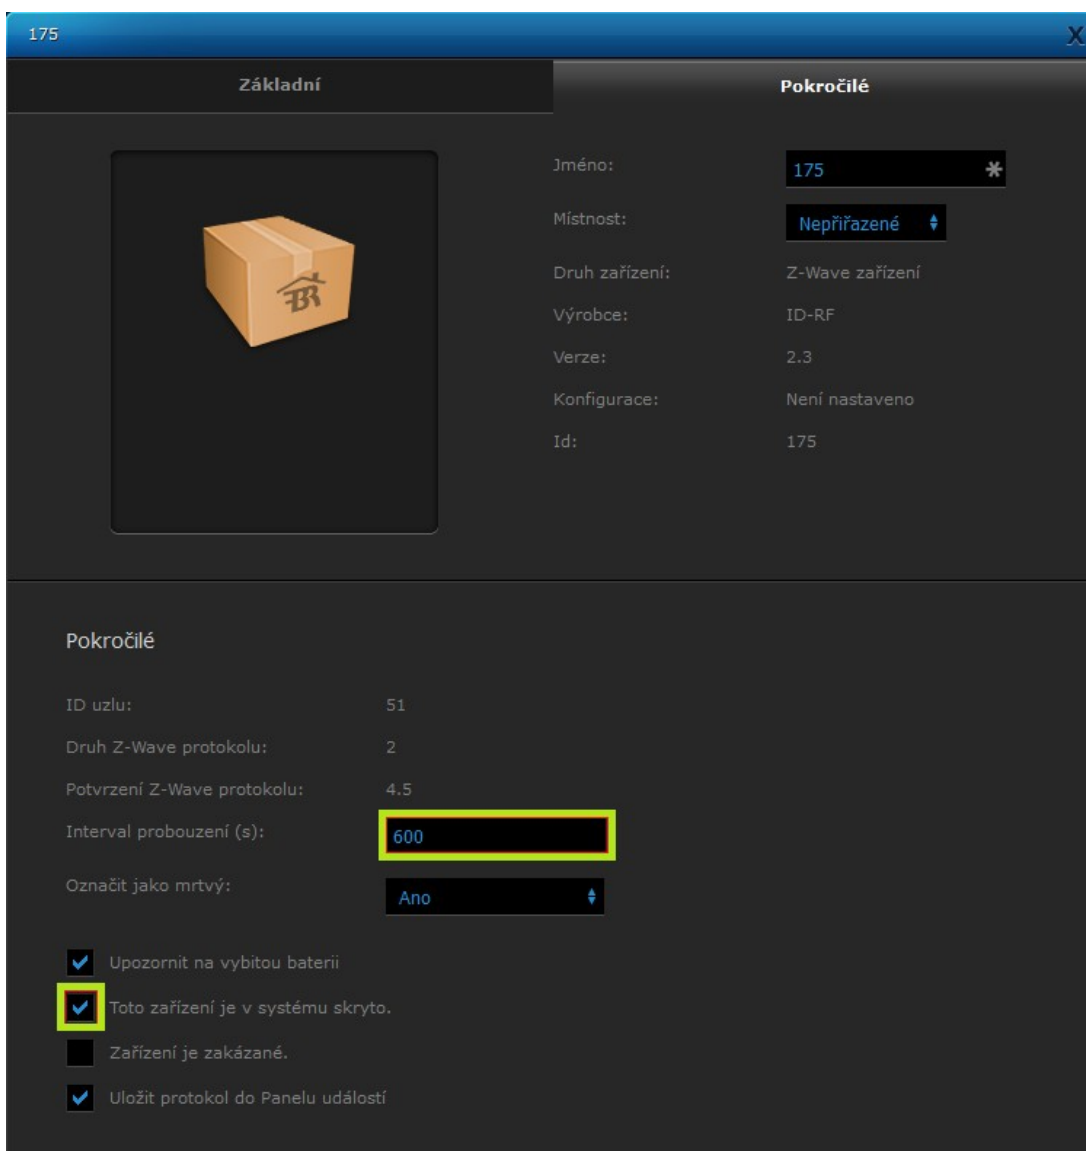 175
X
Základní
Pokročilé
Jméno: 175
Místnost: Nepřiřazené
Druh zařízení: Z-Wave zařízení
Výrobce: ID-RF
Verze: 2.3
Konfigurace: Není nastaveno
Id: 175
Pokročilé
ID uzlu: 51
Druh Z-Wave protokolu: 2
Potvrzení Z-Wave protokolu: 4.5
Interval probouzení (s): 600
Označit jako mrtvý: Ano
Upozornit na vybitou baterii
Toto zařízení je v systému skryto.
Zařízení je zakázané.
Uložit protokol do Panelu událostí